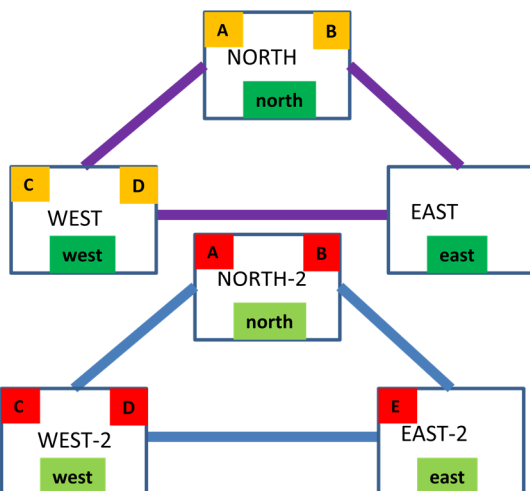 A B
NORTH
north
C D
WEST
EAST
west
east
A B
NORTH-2
north
C D
E
WEST-2
EAST-2
west
east